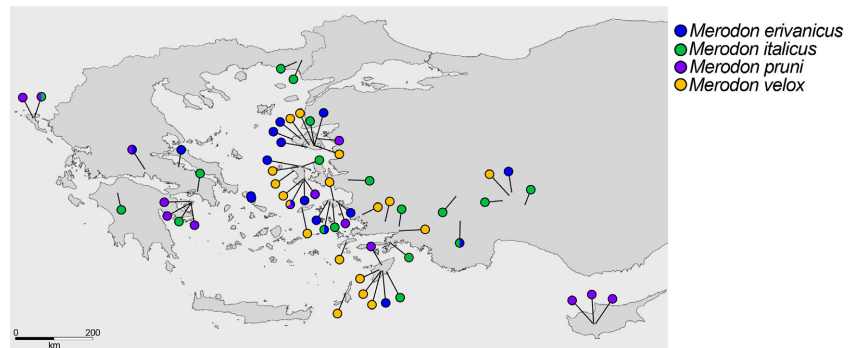 Merodon erivanicus
Merodon italicus
Merodon pruni
Merodon velox
0 200
km